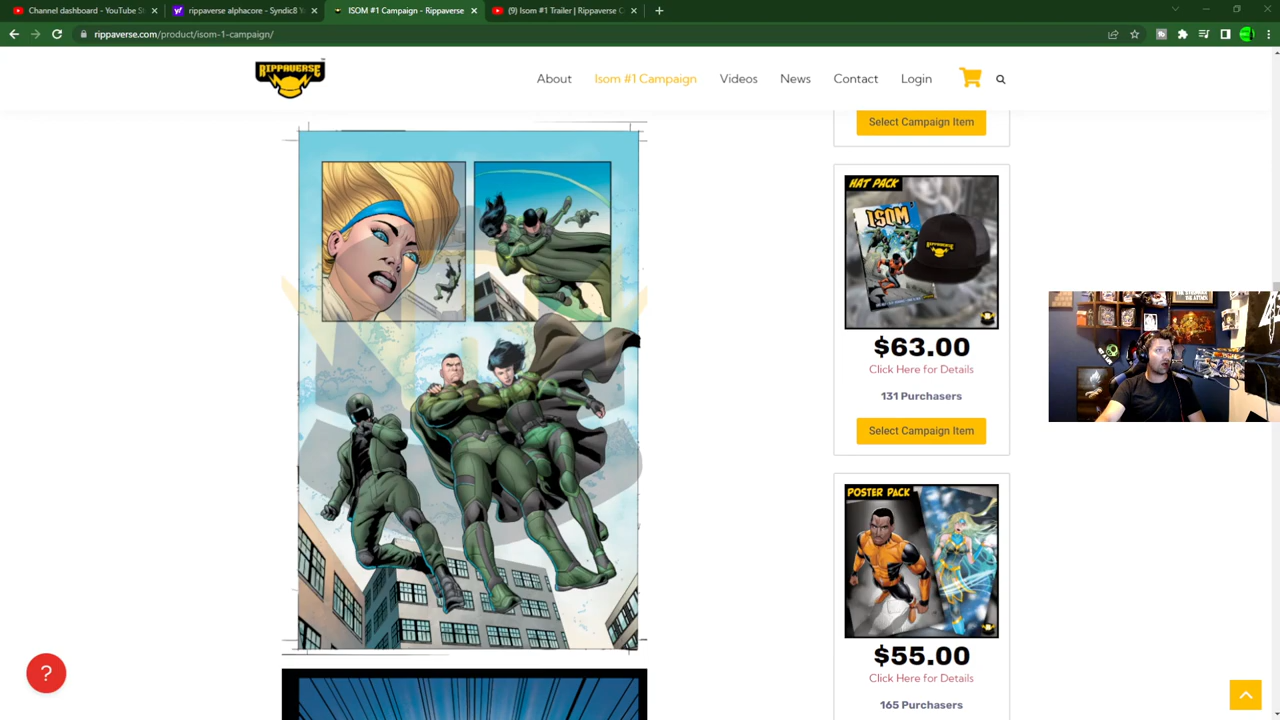 Channel dashboard - YouTube St
rippaverse alphacore - Syndic8 Y
ISOM #1 Campaign - Rippaverse
(9) Isom #1 Trailer | Rippaverse C
rippaverse.com/product/isom-1-campaign/
RIPPAVERSE
About
Isom #1 Campaign
Videos
News
Contact
Login
Select Campaign Item
HAT PACK
ISOM
RIPPAVERSE
$63.00
Click Here for Details
131 Purchasers
Select Campaign Item
POSTER PACK
$55.00
Click Here for Details
165 Purchasers
?
THE ATTACK